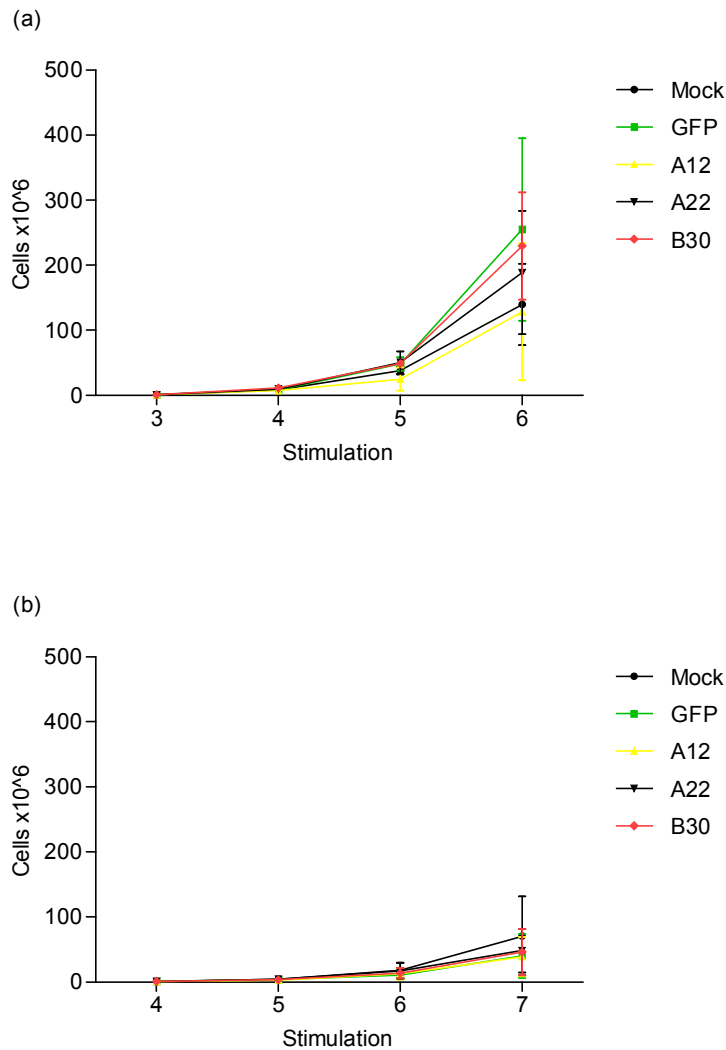 (a)
500
400
300
200
100
0
Cells x10^6
3 4 5 6
Stimulation
Mock
GFP
A12
A22
B30
(b)
500
400
300
200
100
0
Cells x10^6
4 5 6 7
Stimulation
Mock
GFP
A12
A22
B30